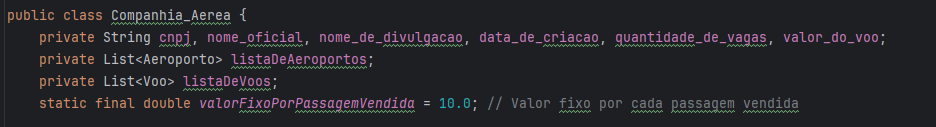 public class Companhia_Aerea {
private String cnpj, nome_oficial, nome_de_divulgacao, data_de_criacao, quantidade_de_vagas, valor_do_voo;
private List<Aeroporto> listaDeAeroportos;
private List<Voo> listaDeVoos;
static final double valorFixoPorPassagemVendida = 10.0; // Valor fixo por cada passagem vendida